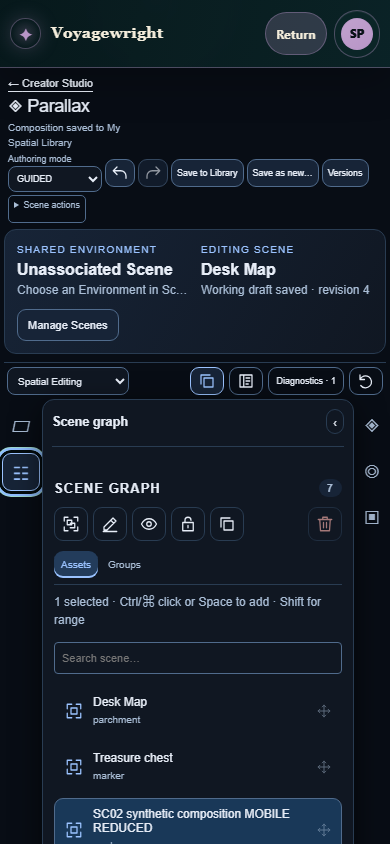 Voyagewright
Return
SP
← Creator Studio
Parallax
Composition saved to My
Spatial Library
Authoring mode
GUIDED
Save to Library
Save as new...
Versions
Scene actions
SHARED ENVIRONMENT
Unassociated Scene
Choose an Environment in Sc...
EDITING SCENE
Desk Map
Working draft saved · revision 4
Manage Scenes
Spatial Editing
Diagnostics · 1
Scene graph
SCENE GRAPH
7
Assets
Groups
1 selected · Ctrl/⌘ click or Space to add · Shift for
range
Search scene...
Desk Map
parchment
Treasure chest
marker
SC02 synthetic composition MOBILE
REDUCED